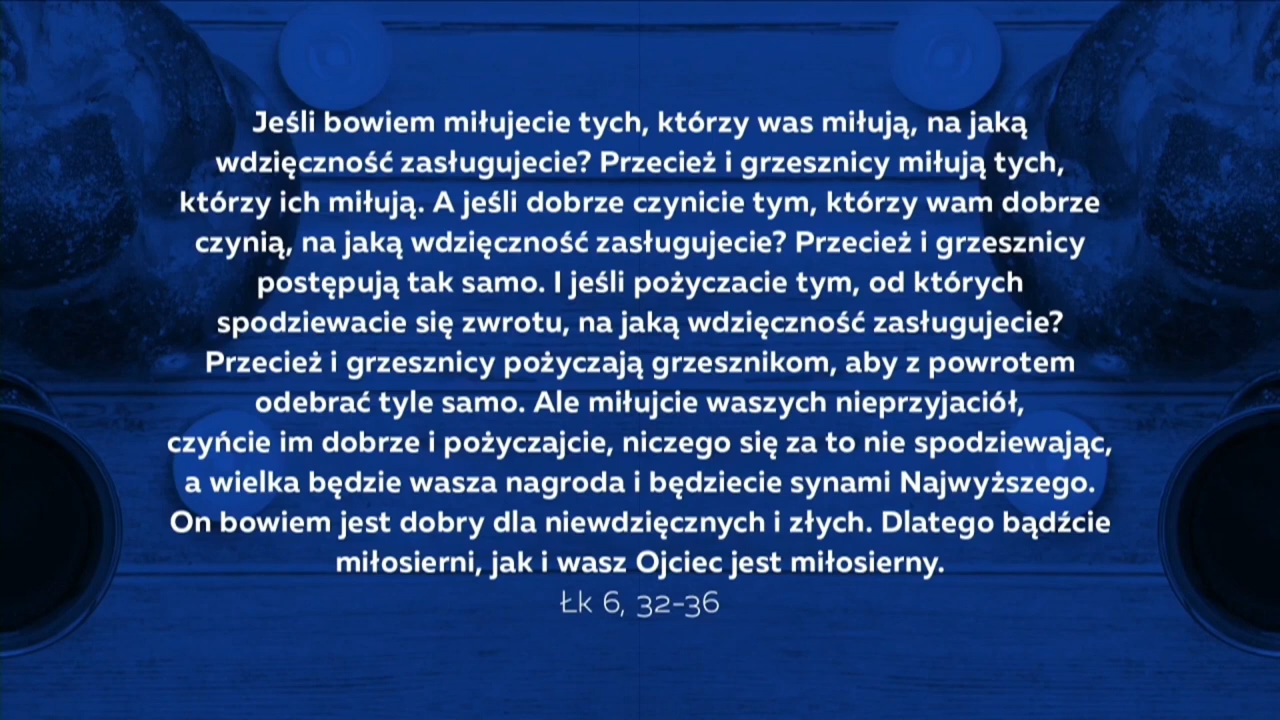 Jeśli bowiem miłujecie tych, którzy was miłują, na jaką
wdzięczność zasługujecie? Przecież i grzesznicy miłują tych,
którzy ich miłują. A jeśli dobrze czynicie tym, którzy wam dobrze
czynią, na jaką wdzięczność zasługujecie? Przecież i grzesznicy
postępują tak samo. I jeśli pożyczacie tym, od których
spodziewacie się zwrotu, na jaką wdzięczność zasługujecie?
Przecież i grzesznicy pożyczają grzesznikom, aby z powrotem
odebrać tyle samo. Ale miłujcie waszych nieprzyjaciół,
czyńcie im dobrze i pożyczajcie, niczego się za to nie spodziewając,
a wielka będzie wasza nagroda i będziecie synami Najwyższego.
On bowiem jest dobry dla niewdzięcznych i złych. Dlatego bądźcie
miłosierni, jak i wasz Ojciec jest miłosierny.
Łk 6, 32-36